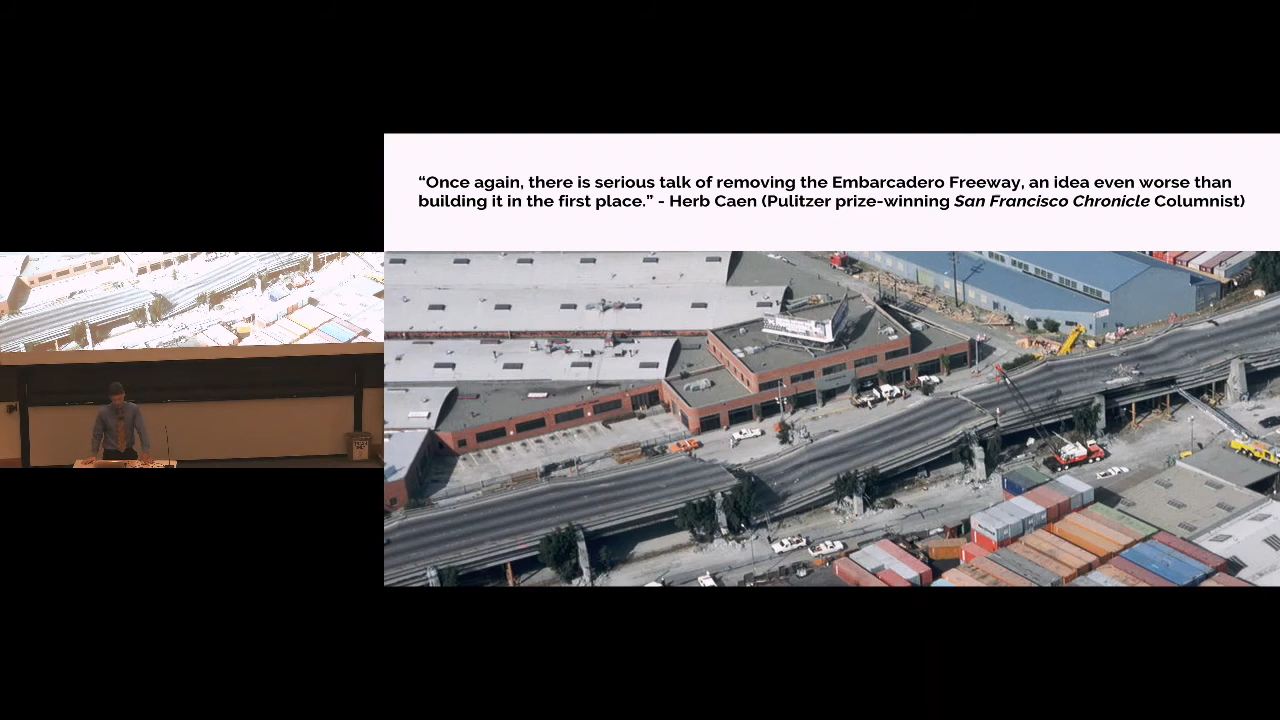 “Once again, there is serious talk of removing the Embarcadero Freeway, an idea even worse than
building it in the first place.” - Herb Caen (Pulitzer prize-winning San Francisco Chronicle Columnist)